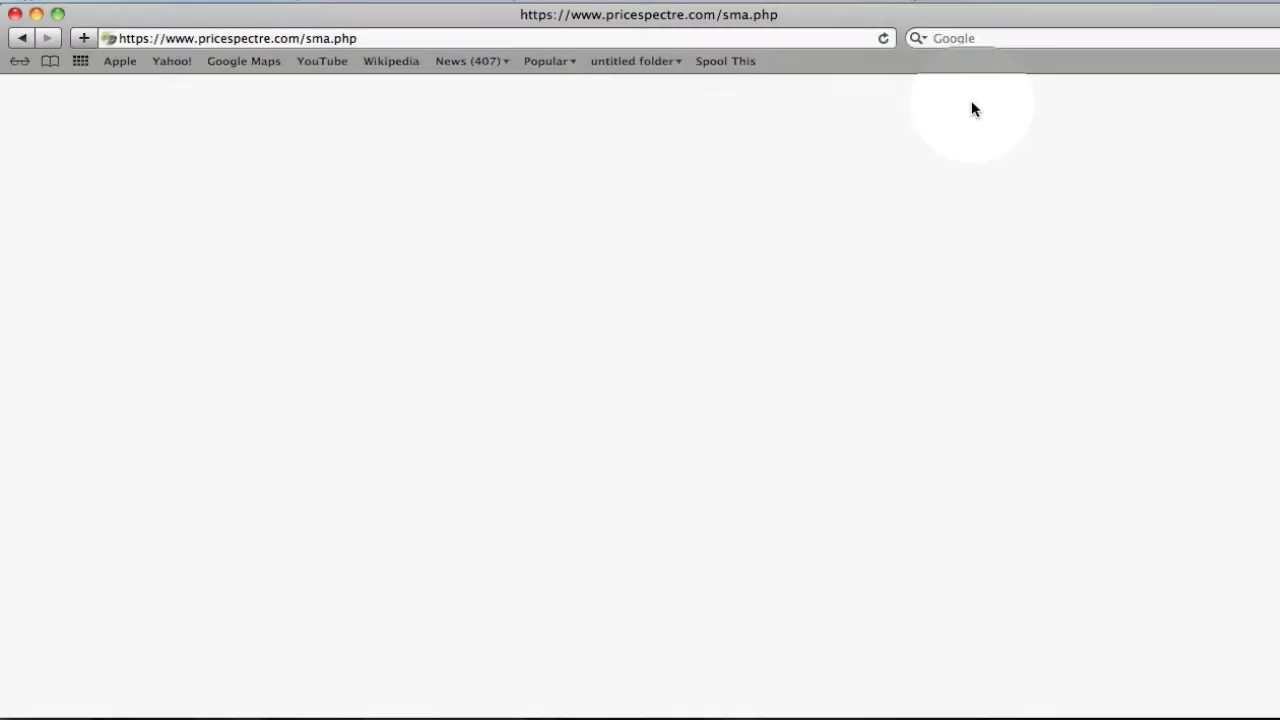 https://www.pricespectre.com/sma.php
https://www.pricespectre.com/sma.php
Google
Apple Yahoo! Google Maps YouTube Wikipedia News (407) Popular untitled folder Spool This